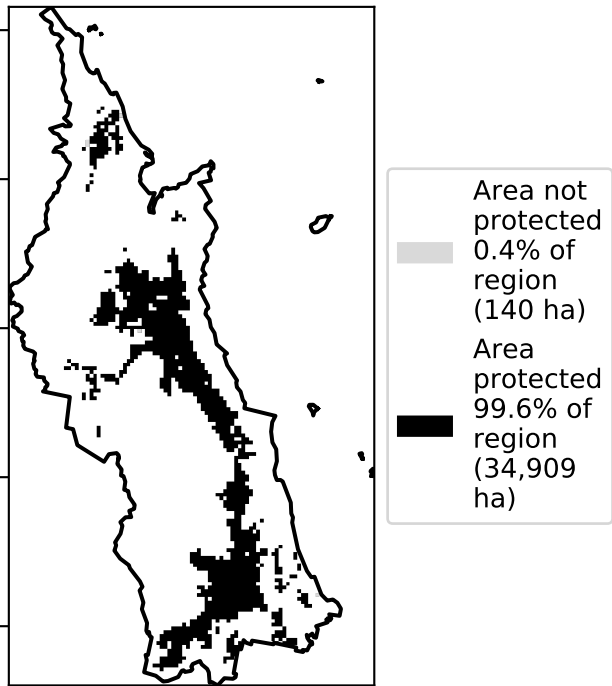 Area not
protected
0.4% of
region
(140 ha)
Area
protected
99.6% of
region
(34,909
ha)